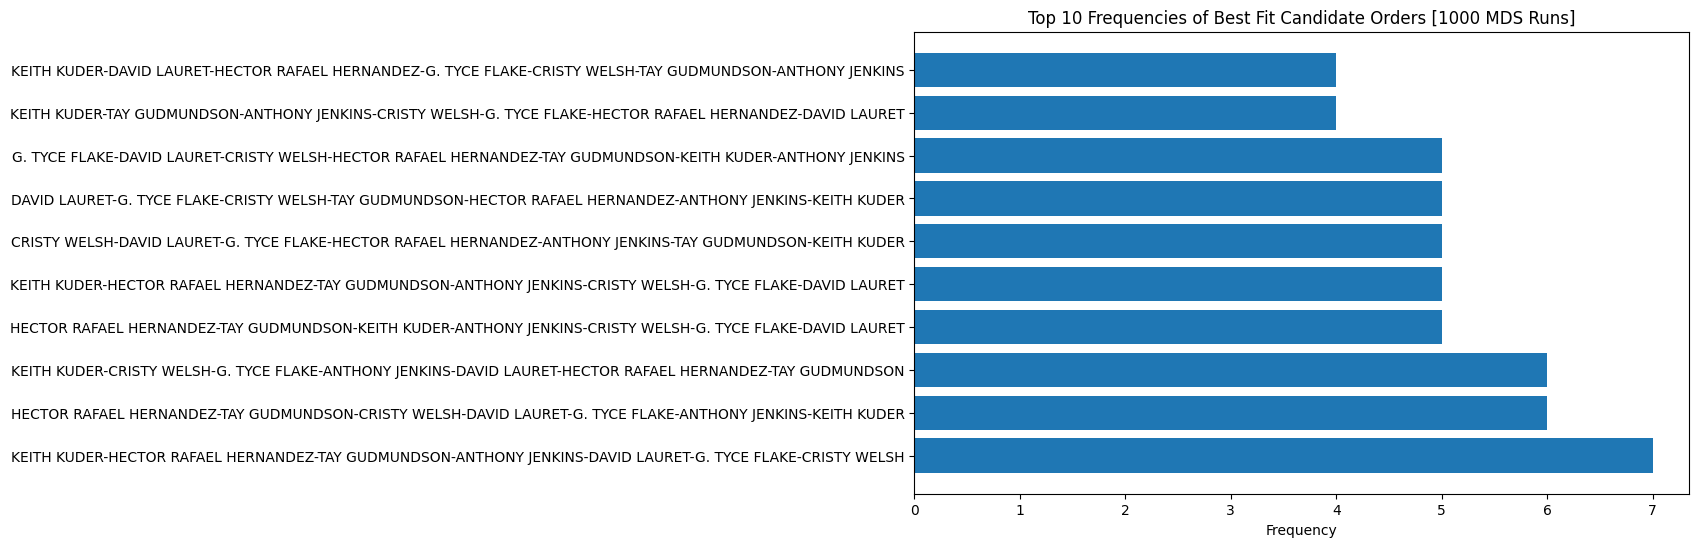 Top 10 Frequencies of Best Fit Candidate Orders [1000 MDS Runs]
KEITH KUDER-DAVID LAURET-HECTOR RAFAEL HERNANDEZ-G. TYCE FLAKE-CRISTY WELSH-TAY GUDMUNDSON-ANTHONY JENKINS
KEITH KUDER-TAY GUDMUNDSON-ANTHONY JENKINS-CRISTY WELSH-G. TYCE FLAKE-HECTOR RAFAEL HERNANDEZ-DAVID LAURET
G. TYCE FLAKE-DAVID LAURET-CRISTY WELSH-HECTOR RAFAEL HERNANDEZ-TAY GUDMUNDSON-KEITH KUDER-ANTHONY JENKINS
DAVID LAURET-G. TYCE FLAKE-CRISTY WELSH-TAY GUDMUNDSON-HECTOR RAFAEL HERNANDEZ-ANTHONY JENKINS-KEITH KUDER
CRISTY WELSH-DAVID LAURET-G. TYCE FLAKE-HECTOR RAFAEL HERNANDEZ-ANTHONY JENKINS-TAY GUDMUNDSON-KEITH KUDER
KEITH KUDER-HECTOR RAFAEL HERNANDEZ-TAY GUDMUNDSON-ANTHONY JENKINS-CRISTY WELSH-G. TYCE FLAKE-DAVID LAURET
HECTOR RAFAEL HERNANDEZ-TAY GUDMUNDSON-KEITH KUDER-ANTHONY JENKINS-CRISTY WELSH-G. TYCE FLAKE-DAVID LAURET
KEITH KUDER-CRISTY WELSH-G. TYCE FLAKE-ANTHONY JENKINS-DAVID LAURET-HECTOR RAFAEL HERNANDEZ-TAY GUDMUNDSON
HECTOR RAFAEL HERNANDEZ-TAY GUDMUNDSON-CRISTY WELSH-DAVID LAURET-G. TYCE FLAKE-ANTHONY JENKINS-KEITH KUDER
KEITH KUDER-HECTOR RAFAEL HERNANDEZ-TAY GUDMUNDSON-ANTHONY JENKINS-DAVID LAURET-G. TYCE FLAKE-CRISTY WELSH
0 1 2 3 4 5 6 7
Frequency